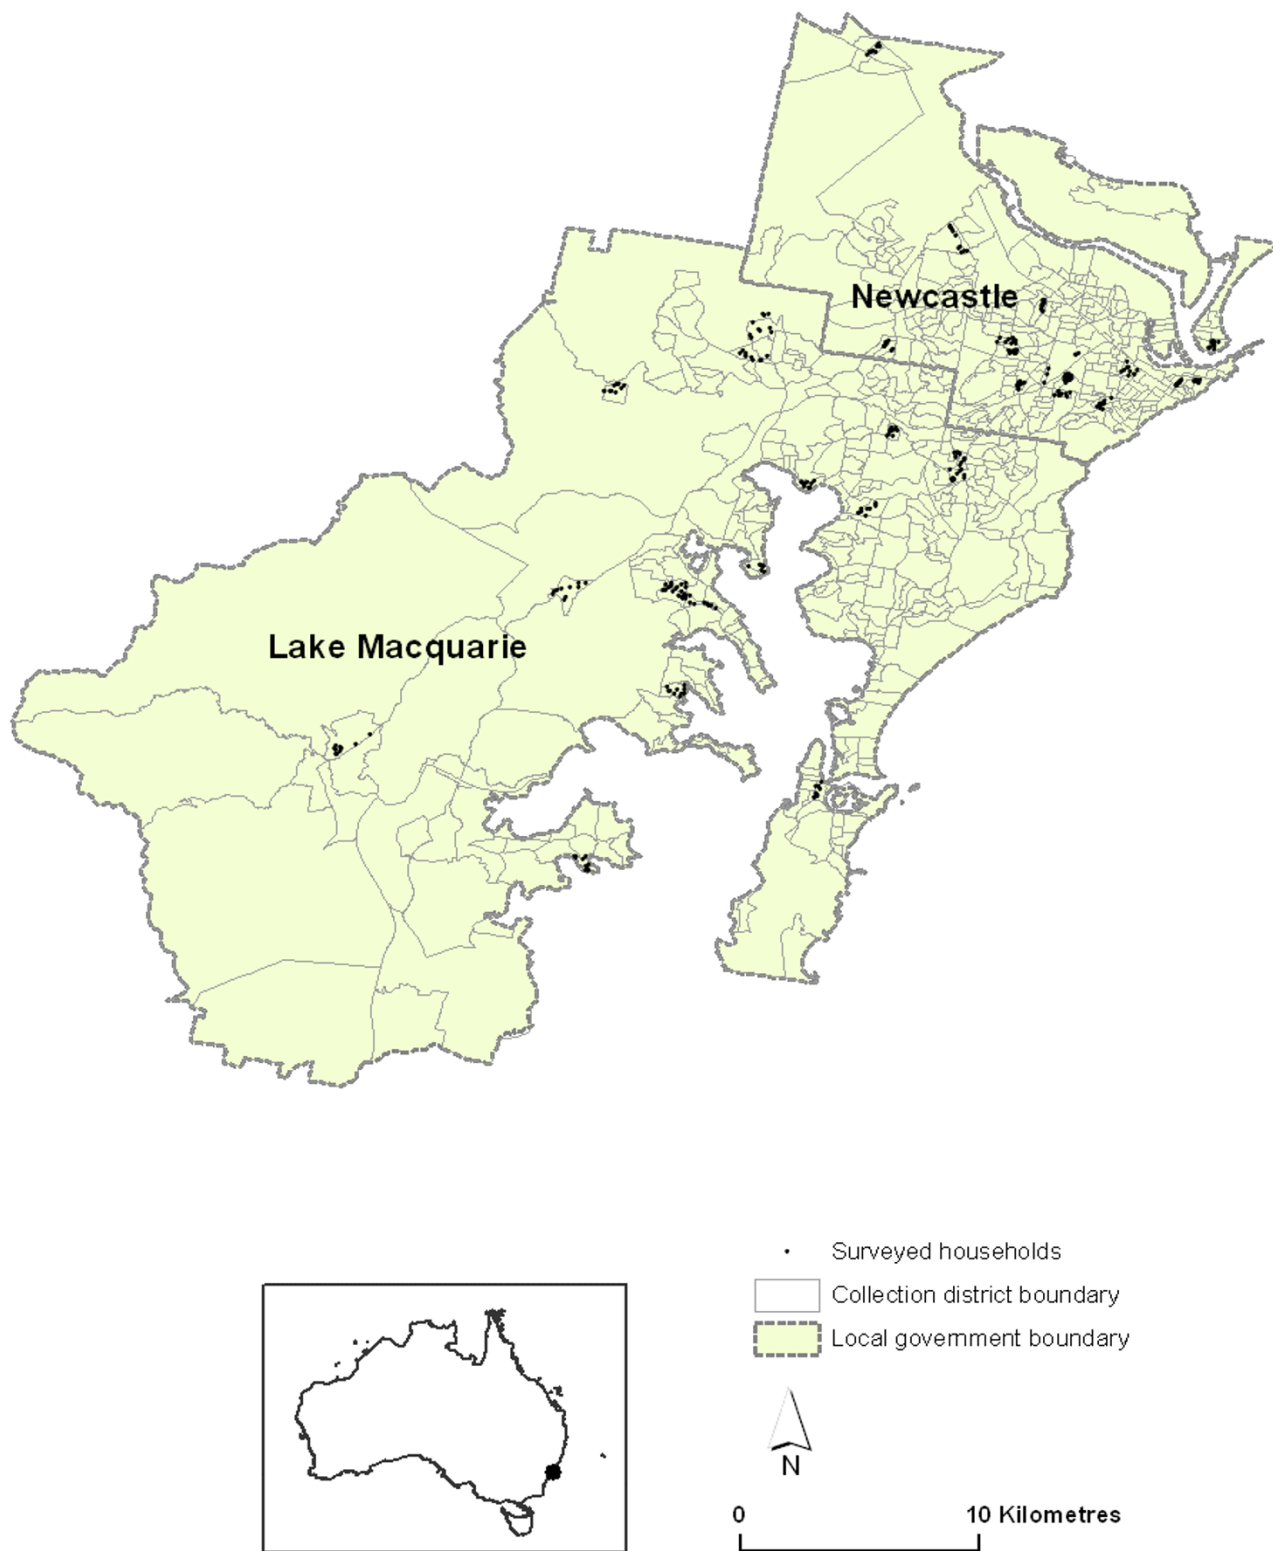 Newcastle
Lake Macquarie
Surveyed households
Collection district boundary
Local government boundary
N
0 10 Kilometres